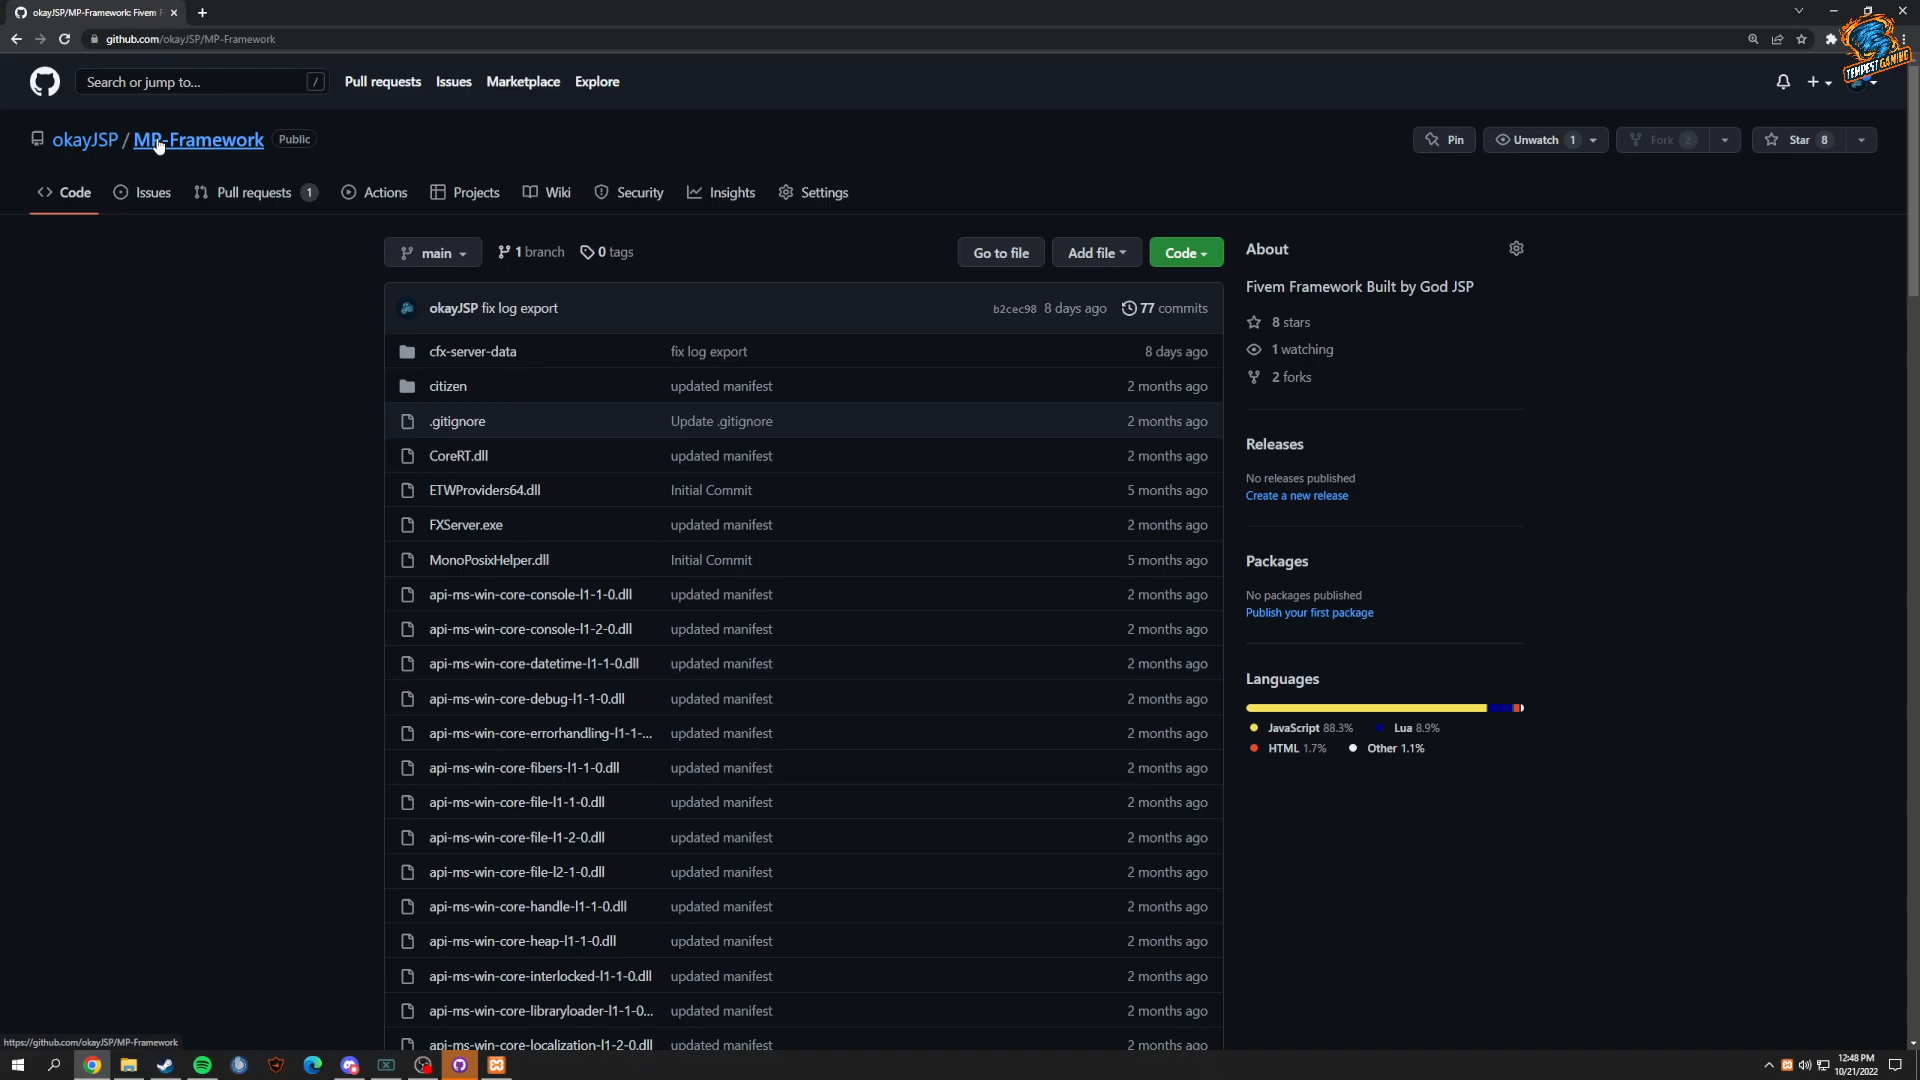 okayJSP/MP-Framework: Fivem F
github.com/okayJSP/MP-Framework
TEMPEST GAMING
Search or jump to... /
Pull requests Issues Marketplace Explore
okayJSP / MP-Framework Public
Pin Unwatch 1 Fork 2 Star 8
Code Issues Pull requests 1 Actions Projects Wiki Security Insights Settings
main 1 branch 0 tags Go to file Add file Code
okayJSP fix log export b2cec98 8 days ago 77 commits
cfx-server-data fix log export 8 days ago
citizen updated manifest 2 months ago
.gitignore Update .gitignore 2 months ago
CoreRT.dll updated manifest 2 months ago
ETWProviders64.dll Initial Commit 5 months ago
FXServer.exe updated manifest 2 months ago
MonoPosixHelper.dll Initial Commit 5 months ago
api-ms-win-core-console-l1-1-0.dll updated manifest 2 months ago
api-ms-win-core-console-l1-2-0.dll updated manifest 2 months ago
api-ms-win-core-datetime-l1-1-0.dll updated manifest 2 months ago
api-ms-win-core-debug-l1-1-0.dll updated manifest 2 months ago
api-ms-win-core-errorhandling-l1-1-... updated manifest 2 months ago
api-ms-win-core-fibers-l1-1-0.dll updated manifest 2 months ago
api-ms-win-core-file-l1-1-0.dll updated manifest 2 months ago
api-ms-win-core-file-l1-2-0.dll updated manifest 2 months ago
api-ms-win-core-file-l2-1-0.dll updated manifest 2 months ago
api-ms-win-core-handle-l1-1-0.dll updated manifest 2 months ago
api-ms-win-core-heap-l1-1-0.dll updated manifest 2 months ago
api-ms-win-core-interlocked-l1-1-0.dll updated manifest 2 months ago
api-ms-win-core-libraryloader-l1-1-0... updated manifest 2 months ago
api-ms-win-core-localization-l1-2-0.dll updated manifest 2 months ago
About
Fivem Framework Built by God JSP
8 stars
1 watching
2 forks
Releases
No releases published
Create a new release
Packages
No packages published
Publish your first package
Languages
JavaScript 88.3% Lua 8.9%
HTML 1.7% Other 1.1%
https://github.com/okayJSP/MP-Framework
12:48 PM
10/21/2022